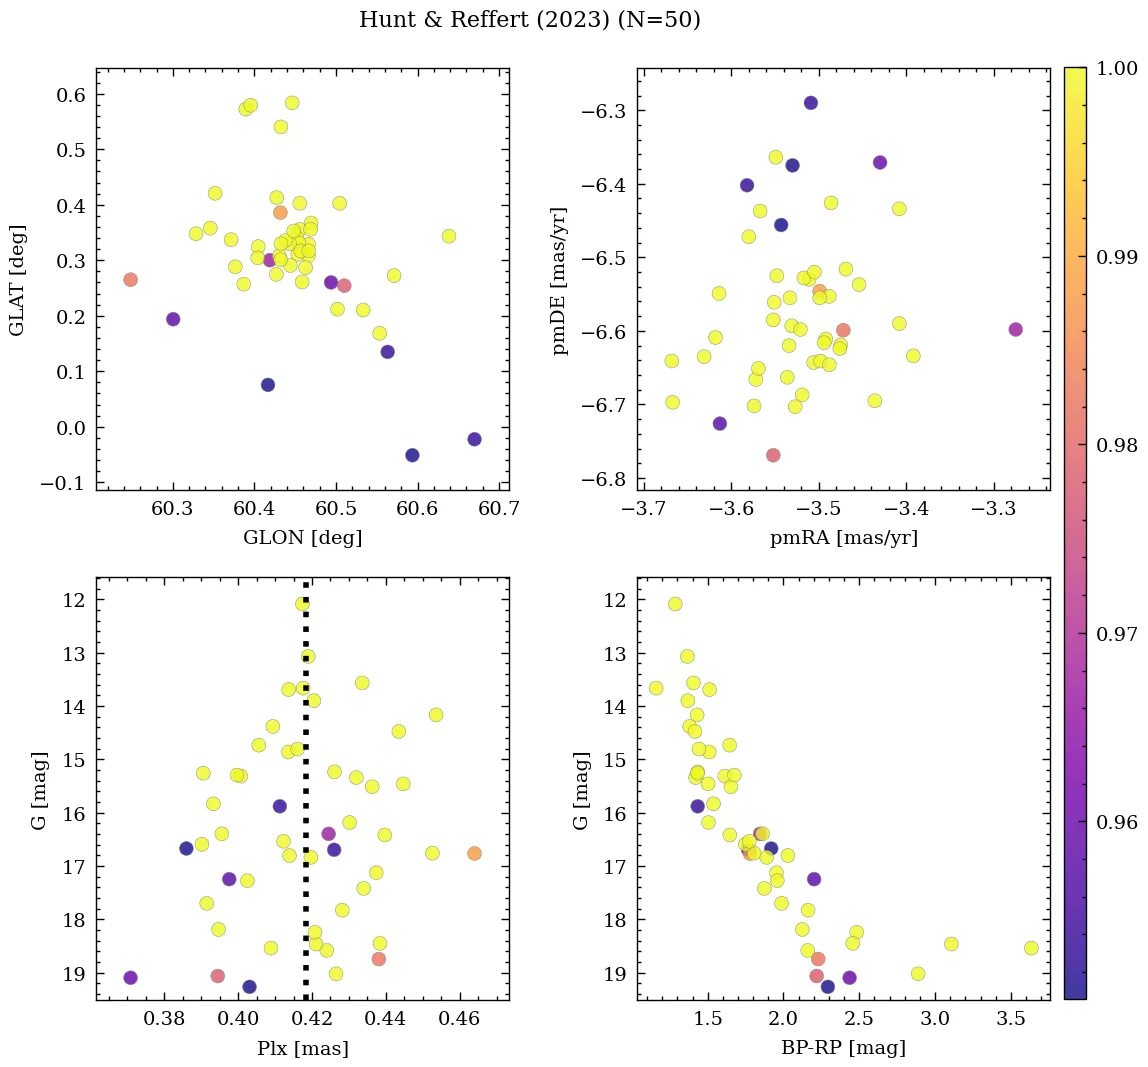 Hunt & Reffert (2023) (N=50)
0.6
0.5
0.4
0.3
0.2
0.1
0.0
−0.1
GLAT [deg]
60.3 60.4 60.5 60.6 60.7
GLON [deg]
−6.3
−6.4
−6.5
−6.6
−6.7
−6.8
pmDE [mas/yr]
−3.7 −3.6 −3.5 −3.4 −3.3
pmRA [mas/yr]
1.00
0.99
0.98
0.97
0.96
12
13
14
15
16
17
18
19
G [mag]
0.38 0.40 0.42 0.44 0.46
Plx [mas]
12
13
14
15
16
17
18
19
G [mag]
1.5 2.0 2.5 3.0 3.5
BP-RP [mag]